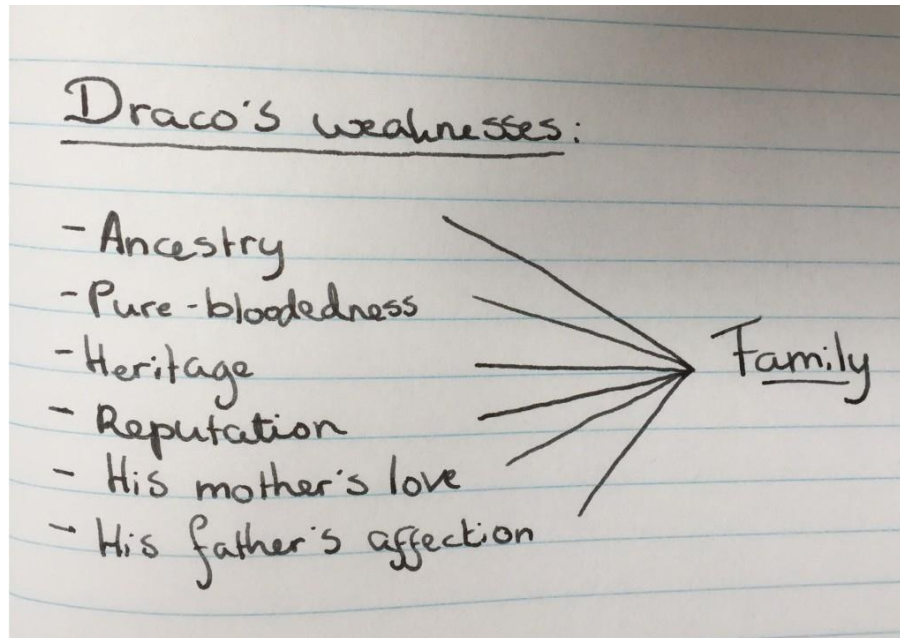 Draco's weaknesses:
- Ancestry
- Pure-bloodedness
- Heritage
- Reputation
- His mother's love
- His father's affection
Family